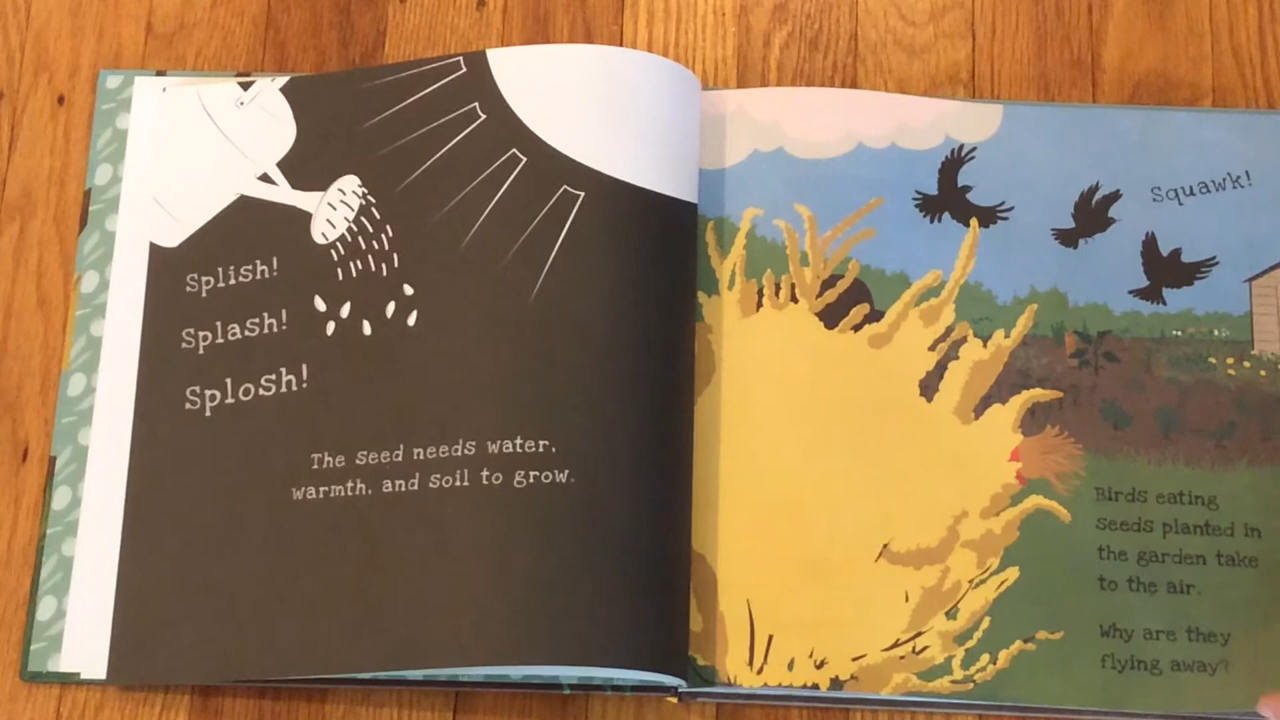 Splish!
Splash!
Splosh!
The seed needs water,
warmth, and soil to grow.
Squawk!
Birds eating
seeds planted in
the garden take
to the air.
Why are they
flying away?